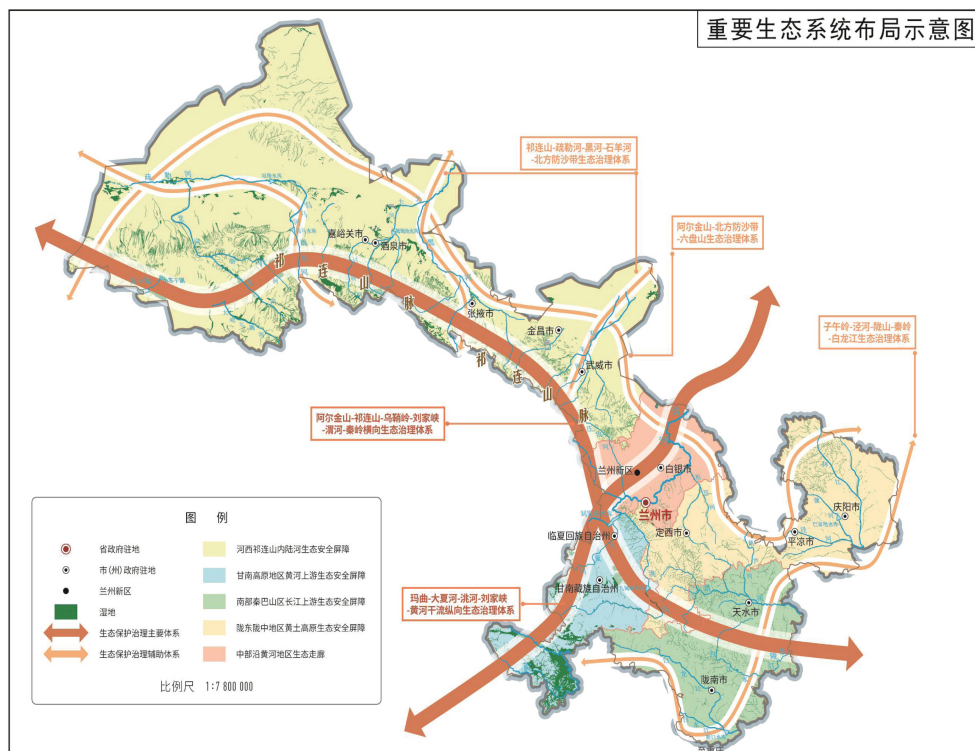 重要生态系统布局示意图
祁连山-疏勒河-黑河-石羊河
-北方防沙带生态治理体系
阿尔金山-北方防沙带
-六盘山生态治理体系
子午岭-泾河-陇山-秦岭
-白龙江生态治理体系
嘉峪关市
酒泉市
祁连山脉
张掖市
金昌市
武威市
祁连山脉
阿尔金山-祁连山-乌鞘岭-刘家峡
-渭河-秦岭横向生态治理体系
兰州新区
白银市
兰州市
庆阳市
临夏回族自治州
定西市
平凉市
甘南藏族自治州
玛曲-大夏河-洮河-刘家峡
-黄河干流纵向生态治理体系
天水市
陇南市
图 例
省政府驻地
市(州)政府驻地
兰州新区
湿地
生态保护治理主要体系
生态保护治理辅助体系
河西祁连山内陆河生态安全屏障
甘南高原地区黄河上游生态安全屏障
南部秦巴山区长江上游生态安全屏障
陇东陇中地区黄土高原生态安全屏障
中部沿黄河地区生态走廊
比例尺 1:7 800 000